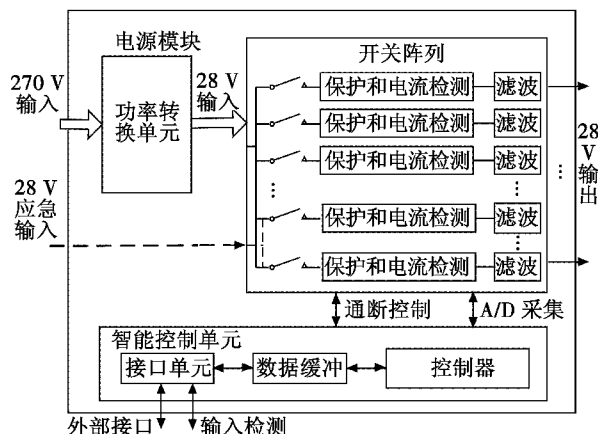 电源模块
开关阵列
270 V
输入
28 V
输入
功率转
换单元
保护和电流检测
滤波
保护和电流检测
滤波
保护和电流检测
滤波
保护和电流检测
滤波
保护和电流检测
滤波
28
V
输
出
28 V
应急
输入
通断控制
A/D 采集
智能控制单元
接口单元
数据缓冲
控制器
外部接口
输入检测